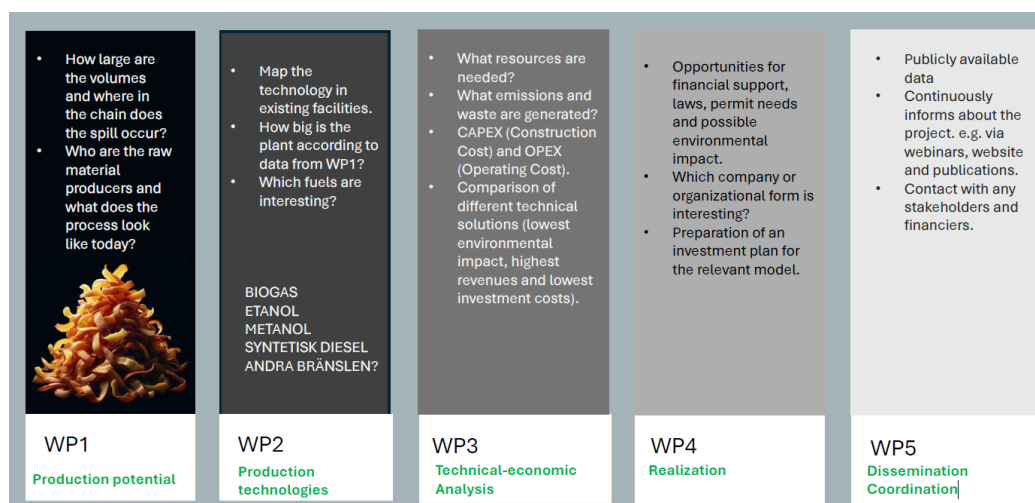 • How large are
the volumes
and where in
the chain does
the spill occur?
• Who are the raw
material
producers and
what does the
process look
like today?
WP1
Production potential
• Map the
technology in
existing facilities.
• How big is the
plant according to
data from WP1?
• Which fuels are
interesting?
BIOGAS
ETANOL
METANOL
SYNTETISK DIESEL
ANDRA BRÄNSLEN?
WP2
Production
technologies
• What resources are
needed?
• What emissions and
waste are generated?
• CAPEX (Construction
Cost) and OPEX
(Operating Cost).
• Comparison of
different technical
solutions (lowest
environmental
impact, highest
revenues and lowest
investment costs).
WP3
Technical-economic
Analysis
• Opportunities for
financial support,
laws, permit needs
and possible
environmental
impact.
• Which company or
organizational form is
interesting?
• Preparation of an
investment plan for
the relevant model.
WP4
Realization
• Publicly available
data
• Continuously
informs about the
project. e.g. via
webinars, website
and publications.
• Contact with any
stakeholders and
financiers.
WP5
Dissemination
Coordination